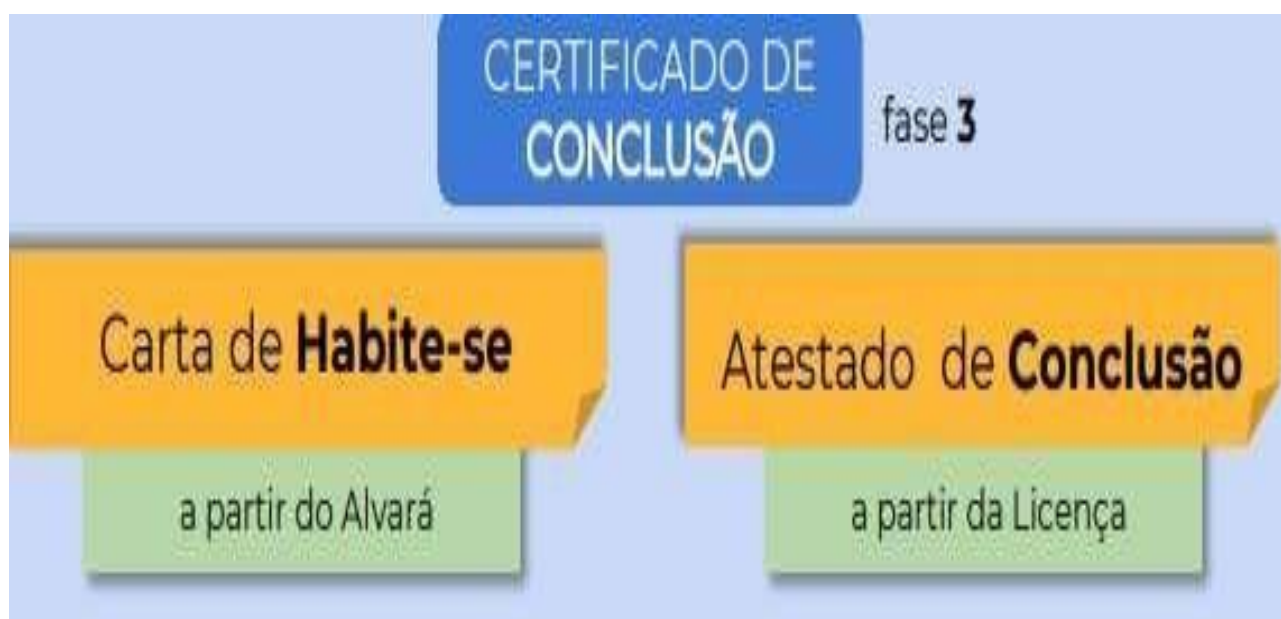 CERTIFICADO DE
CONCLUSÃO
fase 3
Carta de Habite-se
Atestado de Conclusão
a partir do Alvará
a partir da Licença